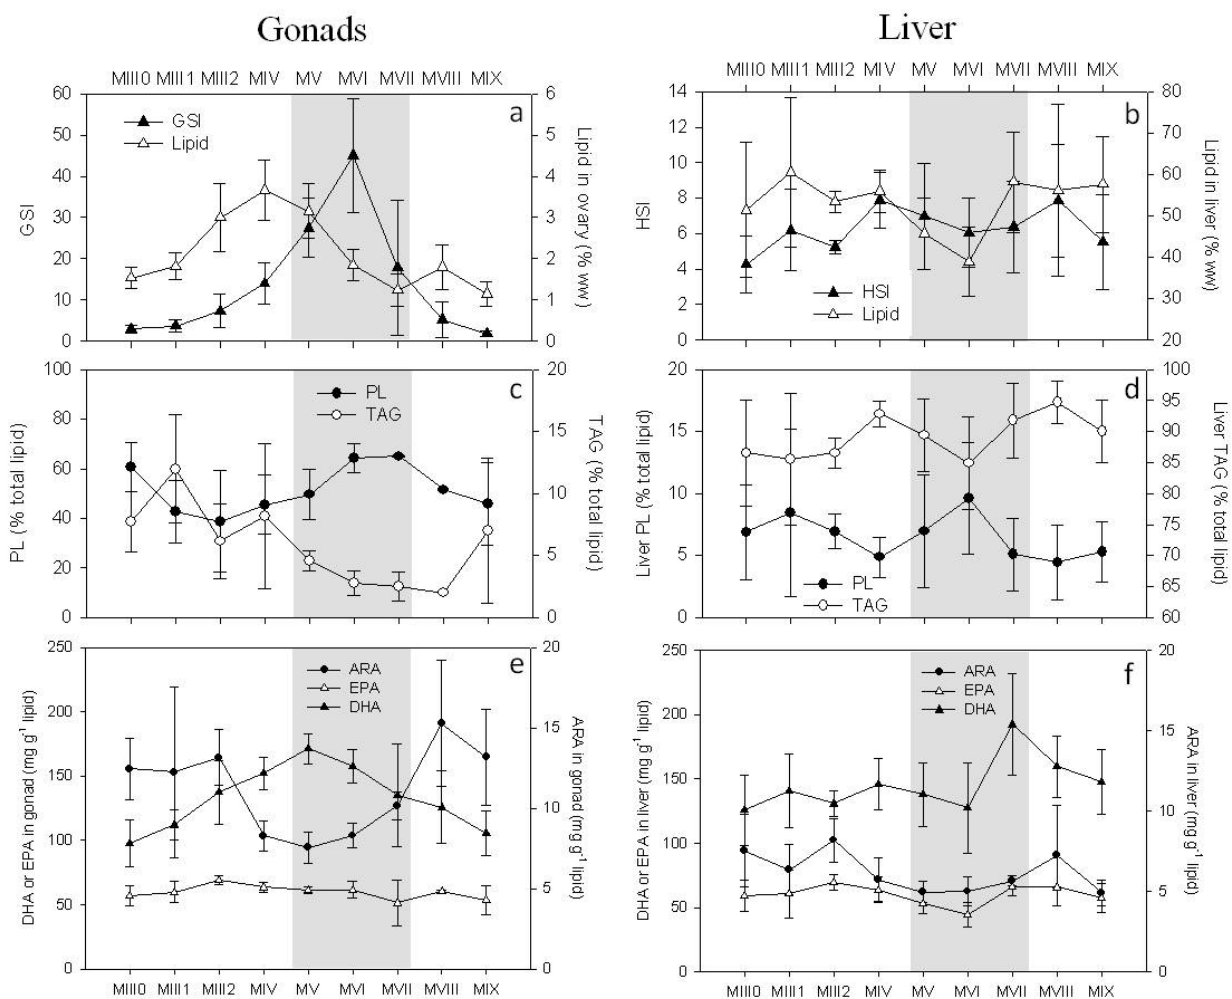 Gonads
Liver
MIII0 MIII1 MIII2 MIV MV MVI MVII MVIII MIX
MIII0 MIII1 MIII2 MIV MV MVI MVII MVIII MIX
60 50 40 30 20 10 0
GSI
GSI
Lipid
a
6 5 4 3 2 1 0
Lipid in ovary (% ww)
14 12 10 8 6 4 2 0
HSI
HSI
Lipid
b
80 70 60 50 40 30 20
Lipid in liver (% ww)
100 80 60 40 20 0
PL (% total lipid)
PL
TAG
c
20 15 10 5 0
TAG (% total lipid)
20 15 10 5 0
Liver PL (% total lipid)
PL
TAG
d
100 95 90 85 80 75 70 65 60
Liver TAG (% total lipid)
250 200 150 100 50 0
DHA or EPA in gonad (mg g-1 lipid)
ARA
EPA
DHA
e
20 15 10 5 0
ARA in gonad (mg g-1 lipid)
250 200 150 100 50 0
DHA or EPA in liver (mg g-1 lipid)
ARA
EPA
DHA
f
20 15 10 5 0
ARA in liver (mg g-1 lipid)
MIII0 MIII1 MIII2 MIV MV MVI MVII MVIII MIX
MIII0 MIII1 MIII2 MIV MV MVI MVII MVIII MIX